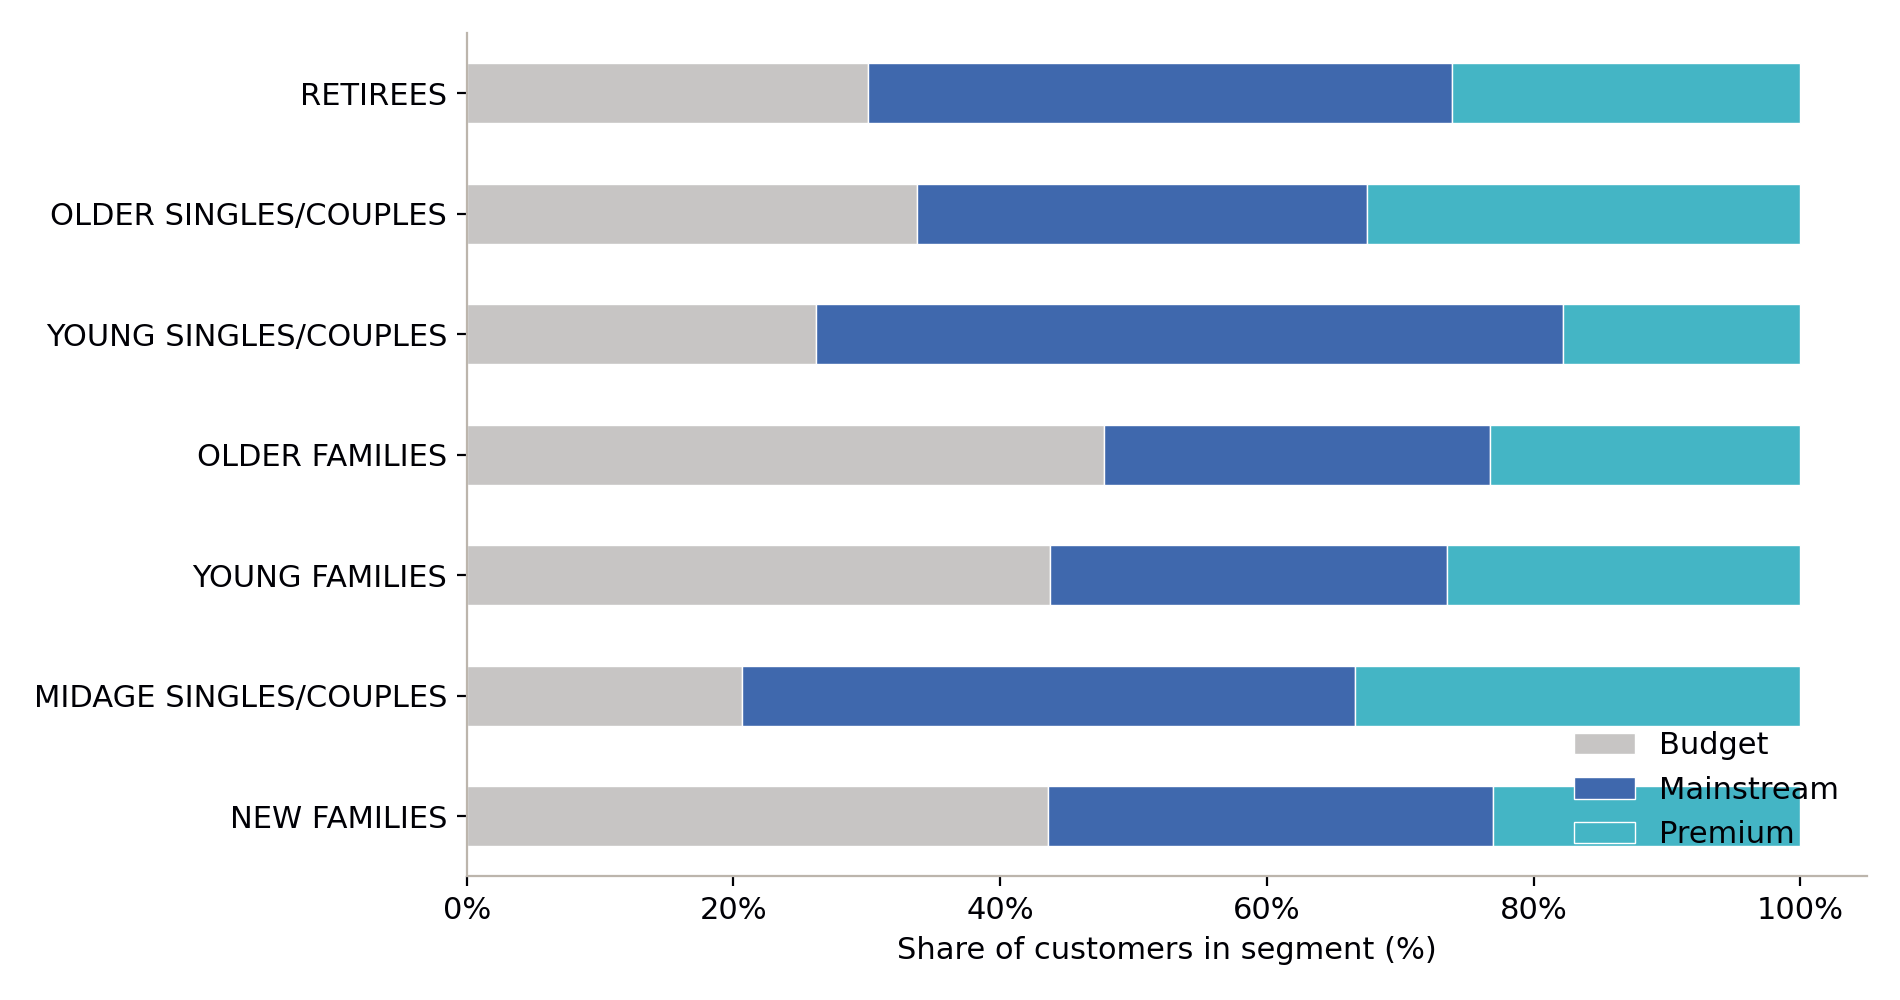 RETIREES
OLDER SINGLES/COUPLES
YOUNG SINGLES/COUPLES
OLDER FAMILIES
YOUNG FAMILIES
MIDAGE SINGLES/COUPLES
NEW FAMILIES
Budget
Mainstream
Premium
0% 20% 40% 60% 80% 100%
Share of customers in segment (%)